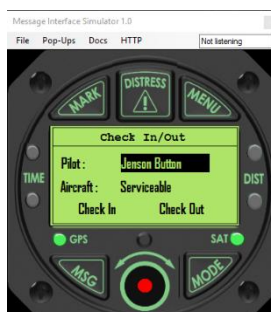 Message Interface Simulator 1.0
File Pop-Ups Docs HTTP Not listening
MARK DISTRESS MENU
Check In/Out
Pilot: Jenson Button
Aircraft: Serviceable
Check In Check Out
TIME DIST
GPS SAT
MSG MODE